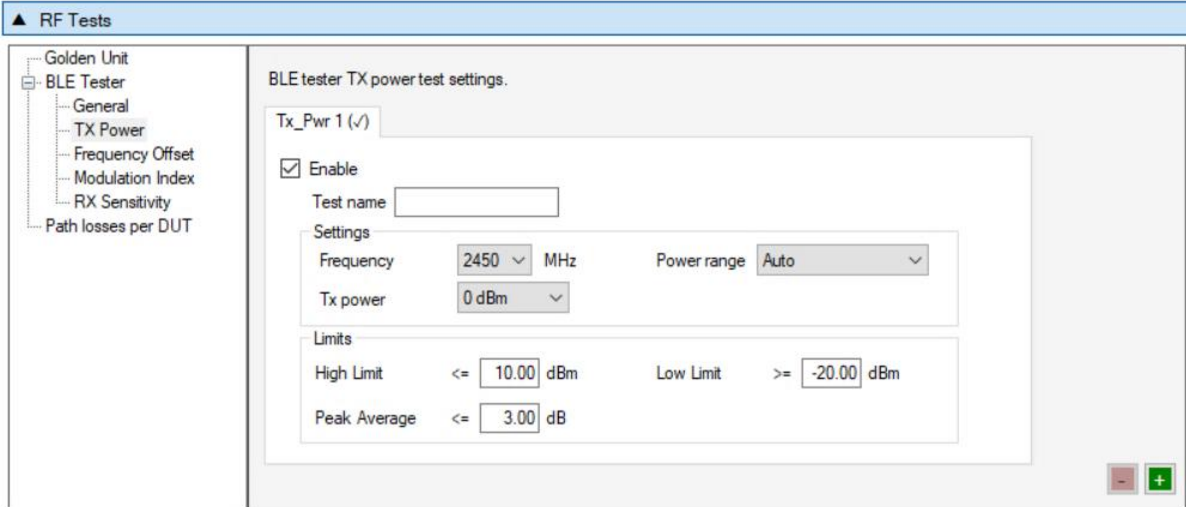 ▲ RF Tests
Golden Unit
BLE Tester
General
TX Power
Frequency Offset
Modulation Index
RX Sensitivity
Path losses per DUT
BLE tester TX power test settings.
Tx_Pwr 1 (✓)
Enable
Test name
Settings
Frequency 2450 MHz Power range Auto
Tx power 0 dBm
Limits
High Limit <= 10.00 dBm Low Limit >= -20.00 dBm
Peak Average <= 3.00 dB
- +